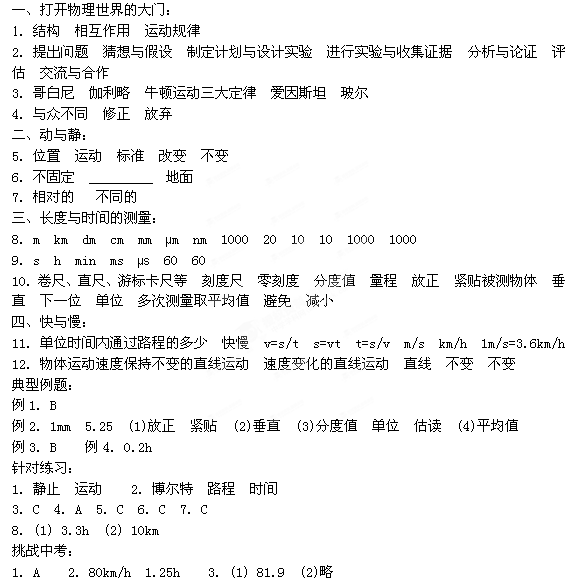 一、打开物理世界的大门:
1. 结构 相互作用 运动规律
2. 提出问题 猜想与假设 制定计划与设计实验 进行实验与收集证据 分析与论证 评
估 交流与合作
3. 哥白尼 伽利略 牛顿运动三大定律 爱因斯坦 玻尔
4. 与众不同 修正 放弃
二、动与静:
5. 位置 运动 标准 改变 不变
6. 不固定 ________ 地面
7. 相对的 不同的
三、长度与时间的测量:
8. m km dm cm mm μm nm 1000 20 10 10 1000 1000
9. s h min ms μs 60 60
10. 卷尺、直尺、游标卡尺等 刻度尺 零刻度 分度值 量程 放正 紧贴被测物体 垂
直 下一位 单位 多次测量取平均值 避免 减小
四、快与慢:
11. 单位时间内通过路程的多少 快慢 v=s/t s=vt t=s/v m/s km/h 1m/s=3.6km/h
12. 物体运动速度保持不变的直线运动 速度变化的直线运动 直线 不变 不变
典型例题:
例1. B
例2. 1mm 5.25 (1)放正 紧贴 (2)垂直 (3)分度值 单位 估读 (4)平均值
例3. B 例4. 0.2h
针对练习:
1. 静止 运动 2. 博尔特 路程 时间
3. C 4. A 5. C 6. C 7. C
8. (1) 3.3h (2) 10km
挑战中考:
1. A 2. 80km/h 1.25h 3. (1) 81.9 (2)略